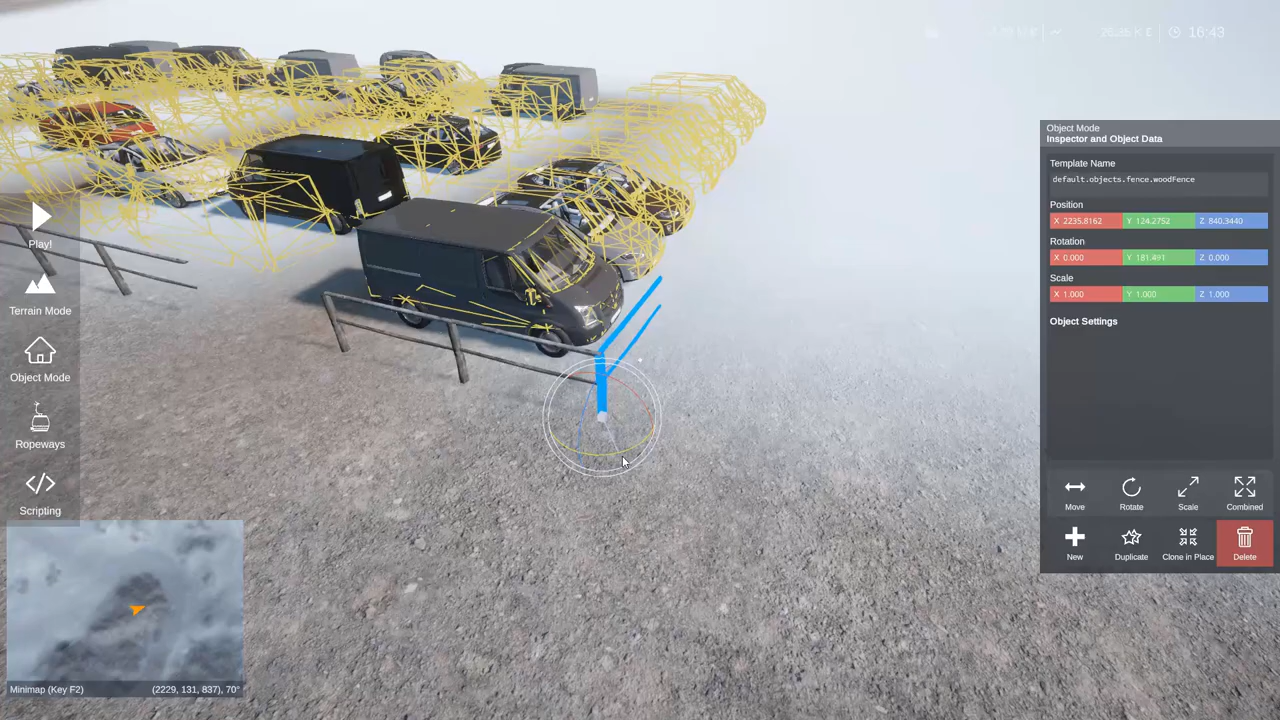 16:43
Object Mode
Inspector and Object Data
Template Name
default.objects.fence.woodFence
Position
X 2235.8162 Y 124.2752 Z 840.3440
Rotation
X 0.000 Y 181.491 Z 0.000
Scale
X 1.000 Y 1.000 Z 1.000
Object Settings
Play!
Terrain Mode
Object Mode
Ropeways
Scripting
Move Rotate Scale Combined
New Duplicate Clone in Place Delete
Minimap (Key F2) (2229, 131, 837), 70°